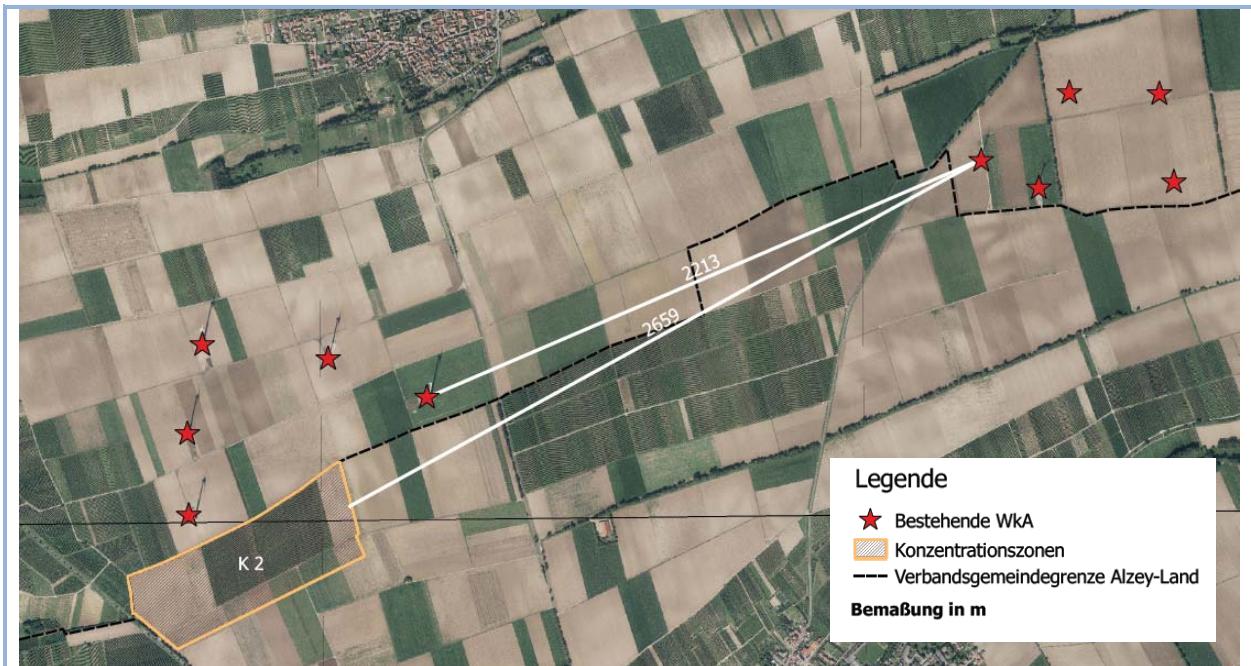 2213
2659
K 2
Legende
Bestehende WkA
Konzentrationszonen
Verbandsgemeindegrenze Alzey-Land
Bemaßung in m